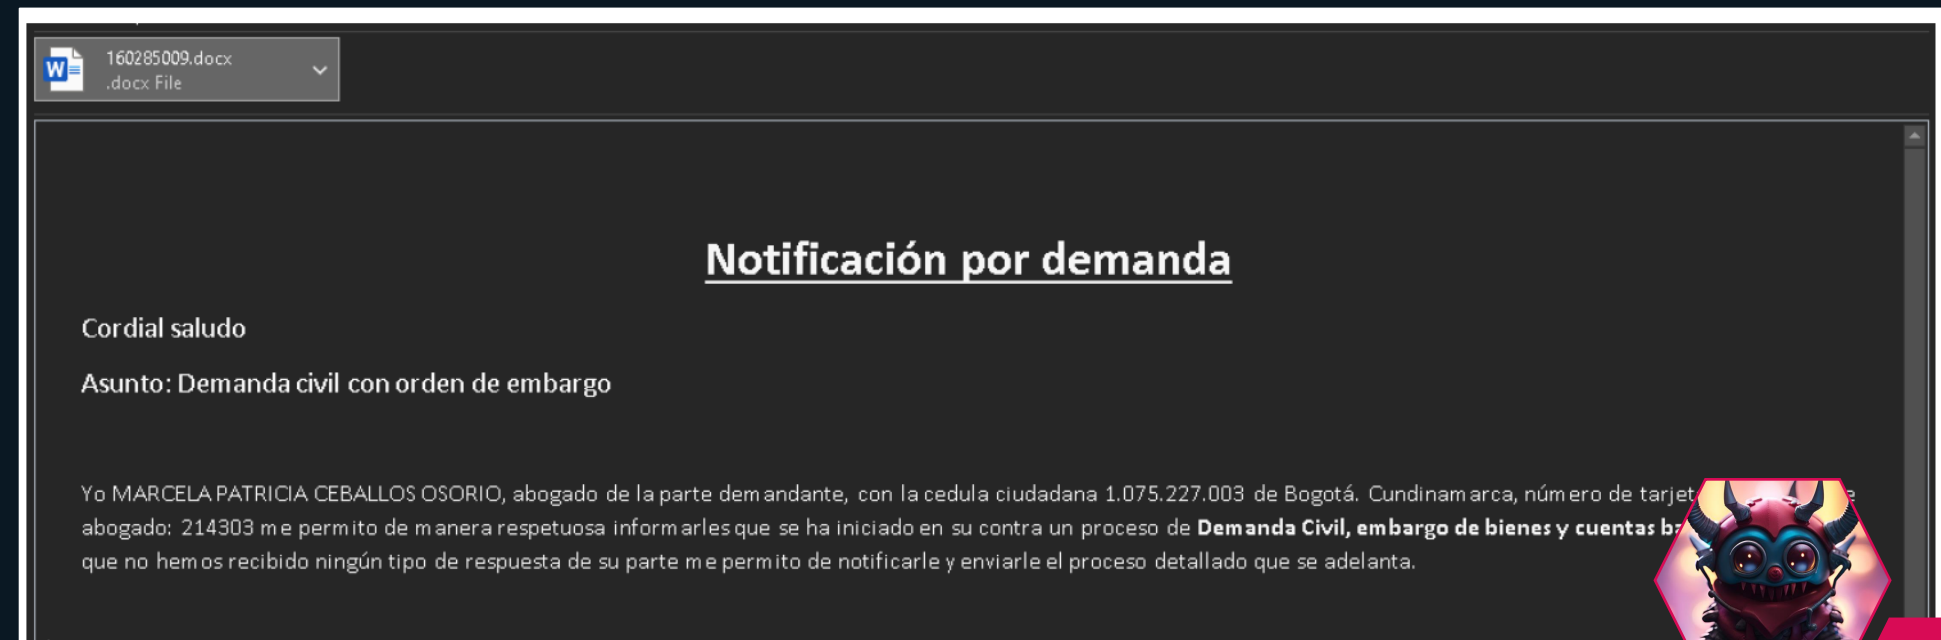 160285009.docx
.docx File
Notificación por demanda
Cordial saludo
Asunto: Demanda civil con orden de embargo
Yo MARCELA PATRICIA CEBALLOS OSORIO, abogado de la parte demandante, con la cedula ciudadana 1.075.227.003 de Bogotá. Cundinamarca, número de
abogado: 214303 me permito de manera respetuosa informarles que se ha iniciado en su contra un proceso de Demanda Civil, embargo de bienes y cuentas
que no hemos recibido ningún tipo de respuesta de su parte me permito de notificarle y enviarle el proceso detallado que se adelanta.